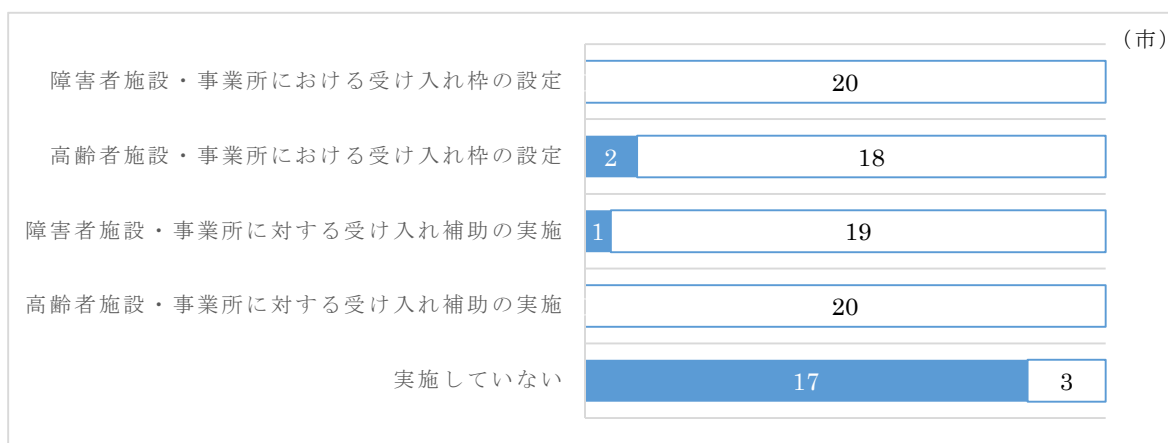 （市）
障害者施設・事業所における受け入れ枠の設定
20
高齢者施設・事業所における受け入れ枠の設定
2
18
障害者施設・事業所に対する受け入れ補助の実施
1
19
高齢者施設・事業所に対する受け入れ補助の実施
20
実施していない
17
3